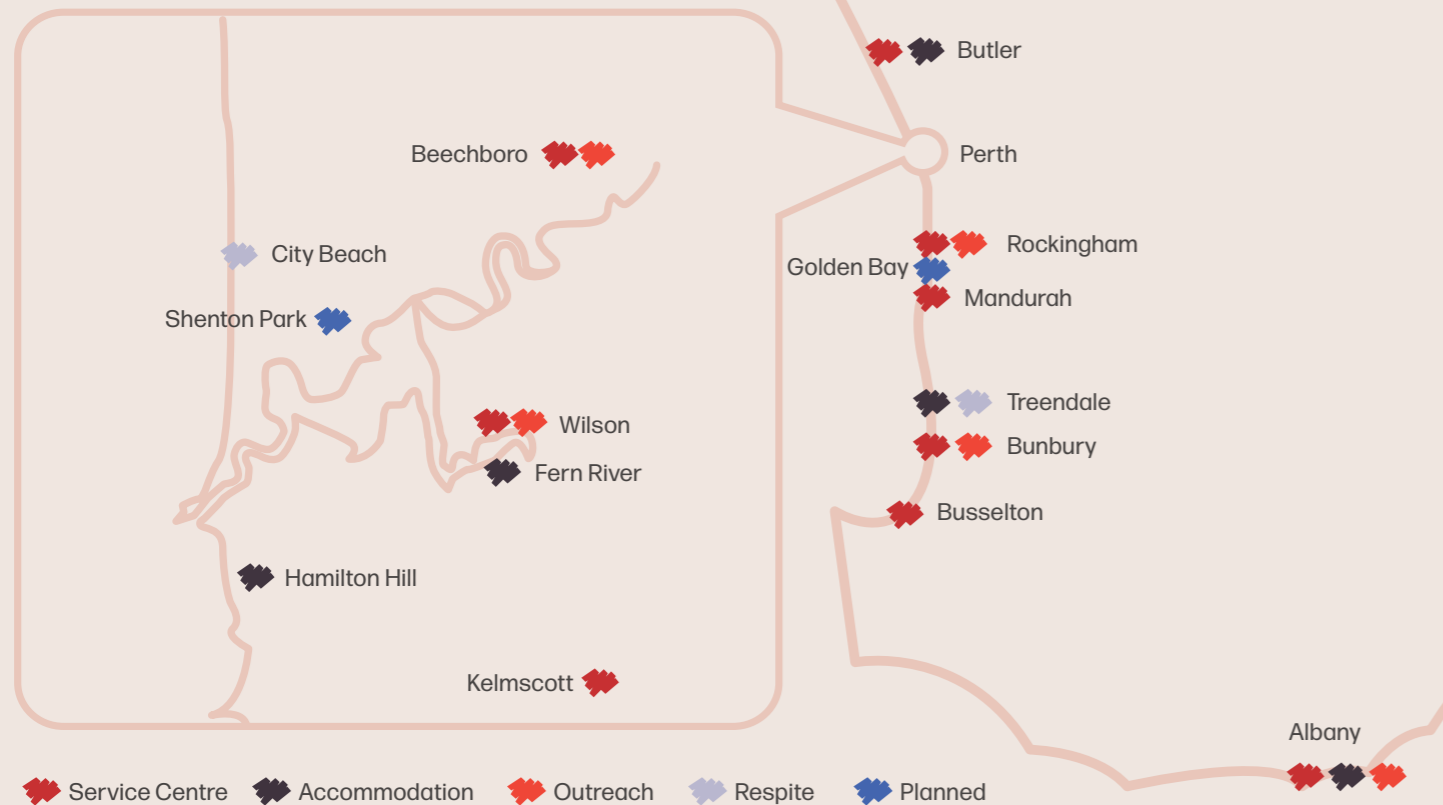 Butler
Beechboro
Perth
Rockingham
City Beach
Golden Bay
Mandurah
Shenton Park
Treendale
Wilson
Bunbury
Fern River
Busselton
Hamilton Hill
Kelmscott
Albany
Service Centre Accommodation Outreach Respite Planned